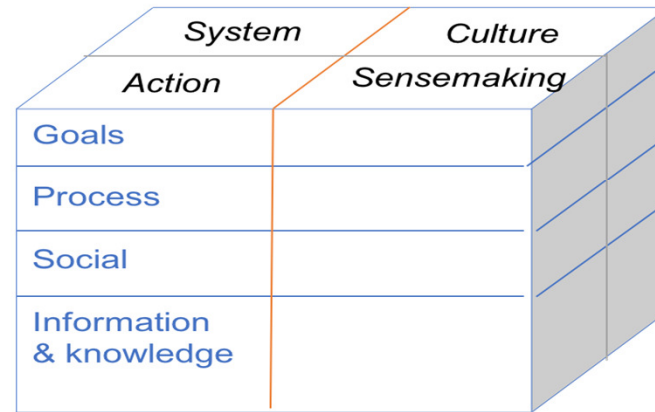 System Culture
Action Sensemaking
Goals
Process
Social
Information
& knowledge